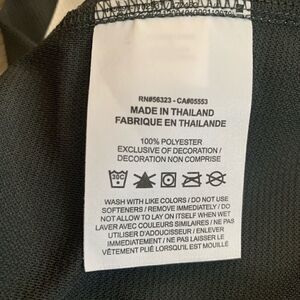 RN#56323 - CA#05553
MADE IN THAILAND
FABRIQUE EN THAILANDE
100% POLYESTER
EXCLUSIVE OF DECORATION /
DECORATION NON COMPRISE
30C
WASH WITH LIKE COLORS / DO NOT USE
SOFTENERS / REMOVE IMMEDIATELY / DO
NOT ALLOW TO LAY ON ITSELF WHEN WET
LAVER AVEC COULEURS SIMILAIRES / NE PAS
UTILISER D'ADOUCISSEUR / ENLEVER
IMMEDIATEMENT / NE PAS LAISSER LE
VÊTEMENT PLIÉ LORSQU'IL EST MOUILLÉ